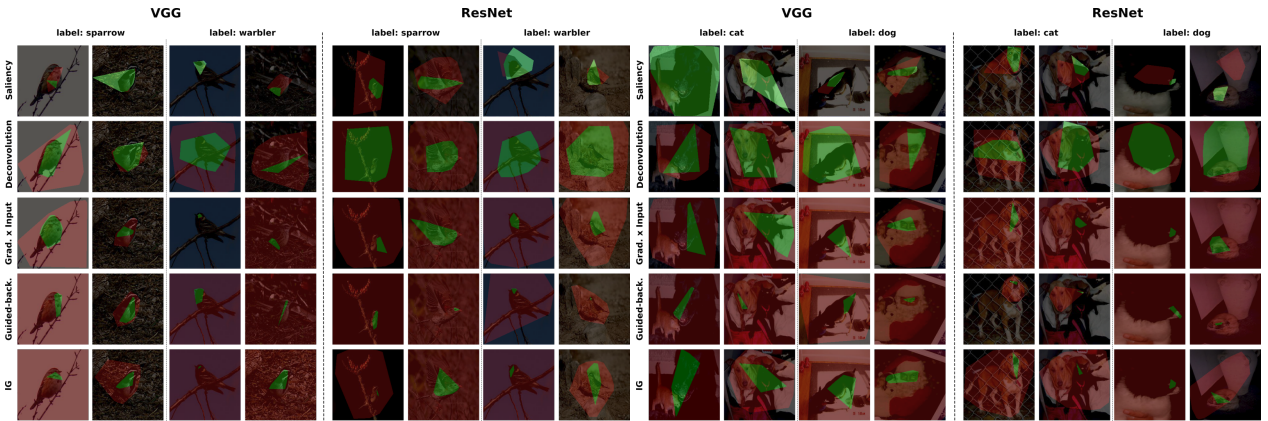 VGG ResNet VGG ResNet
label: sparrow label: warbler label: sparrow label: warbler label: cat label: dog label: cat label: dog
Saliency Saliency
Deconvolution Deconvolution
Grad. x Input Grad. x Input
Guided-back. Guided-back.
IG IG